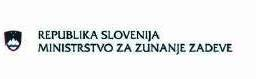 REPUBLIKA SLOVENIJA
MINISTRSTVO ZA ZUNANJE ZADEVE